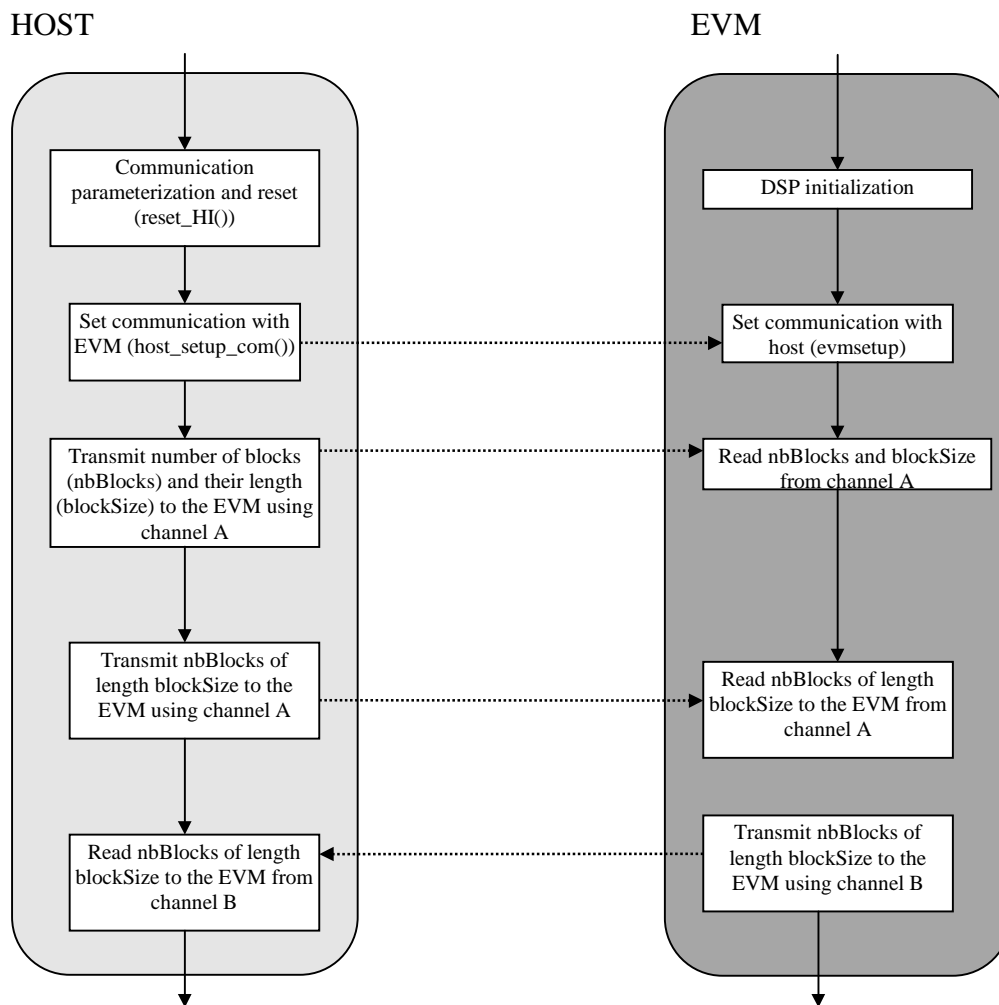 HOST
EVM
Communication
parameterization and reset
(reset_HI())
DSP initialization
Set communication with
EVM (host_setup_com())
Set communication with
host (evmsetup)
Transmit number of blocks
(nbBlocks) and their length
(blockSize) to the EVM using
channel A
Read nbBlocks and blockSize
from channel A
Transmit nbBlocks of
length blockSize to the
EVM using channel A
Read nbBlocks of length
blockSize to the EVM from
channel A
Read nbBlocks of length
blockSize to the EVM from
channel B
Transmit nbBlocks of
length blockSize to the
EVM using channel B